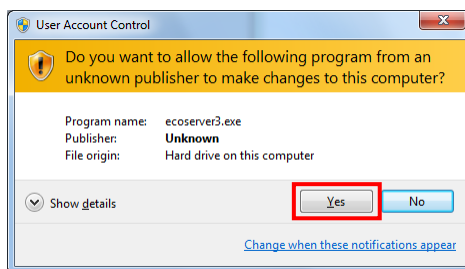 User Account Control
Do you want to allow the following program from an
unknown publisher to make changes to this computer?
Program name: ecoserver3.exe
Publisher: Unknown
File origin: Hard drive on this computer
Show details
Yes
No
Change when these notifications appear